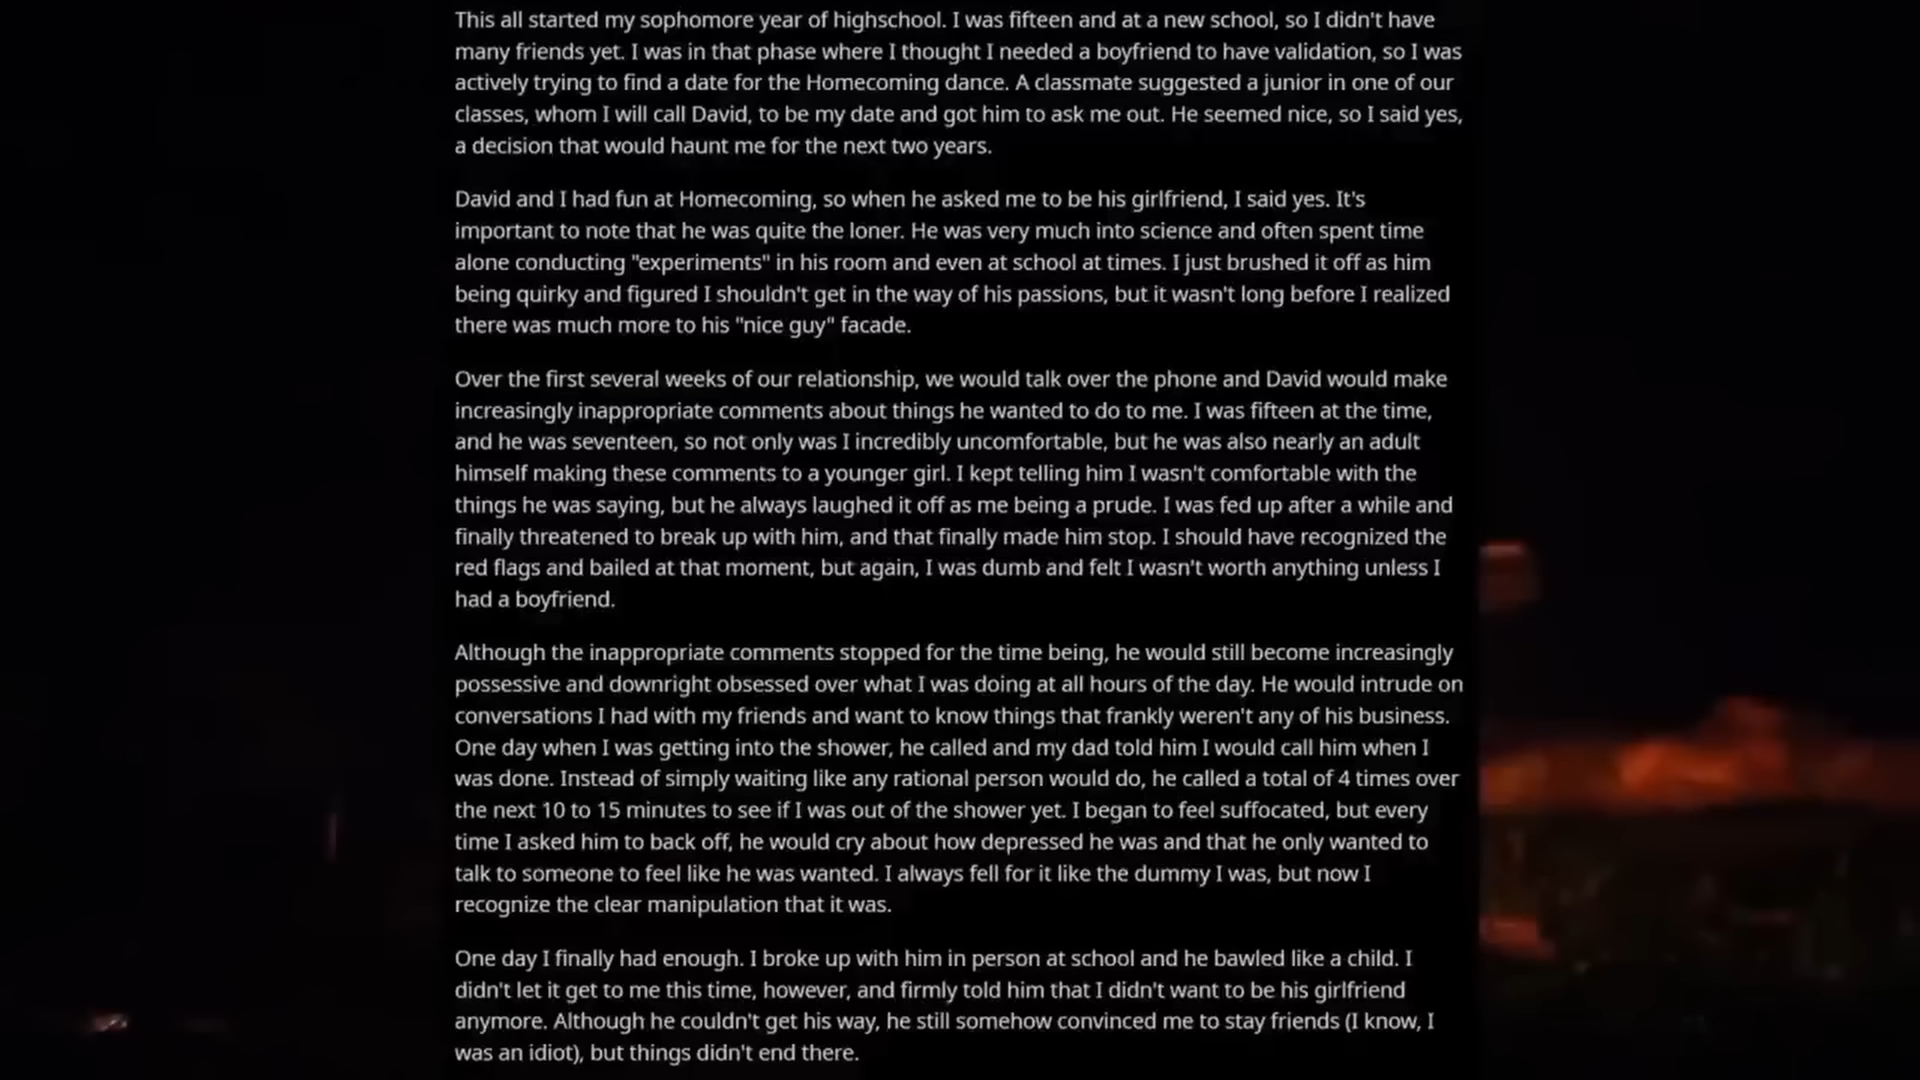 This all started my sophomore year of highschool. I was fifteen and at a new school, so I didn't have
many friends yet. I was in that phase where I thought I needed a boyfriend to have validation, so I was
actively trying to find a date for the Homecoming dance. A classmate suggested a junior in one of our
classes, whom I will call David, to be my date and got him to ask me out. He seemed nice, so I said yes,
a decision that would haunt me for the next two years.
David and I had fun at Homecoming, so when he asked me to be his girlfriend, I said yes. It's
important to note that he was quite the loner. He was very much into science and often spent time
alone conducting "experiments" in his room and even at school at times. I just brushed it off as him
being quirky and figured I shouldn't get in the way of his passions, but it wasn't long before I realized
there was much more to his "nice guy" facade.
Over the first several weeks of our relationship, we would talk over the phone and David would make
increasingly inappropriate comments about things he wanted to do to me. I was fifteen at the time,
and he was seventeen, so not only was I incredibly uncomfortable, but he was also nearly an adult
himself making these comments to a younger girl. I kept telling him I wasn't comfortable with the
things he was saying, but he always laughed it off as me being a prude. I was fed up after a while and
finally threatened to break up with him, and that finally made him stop. I should have recognized the
red flags and bailed at that moment, but again, I was dumb and felt I wasn't worth anything unless I
had a boyfriend.
Although the inappropriate comments stopped for the time being, he would still become increasingly
possessive and downright obsessed over what I was doing at all hours of the day. He would intrude on
conversations I had with my friends and want to know things that frankly weren't any of his business.
One day when I was getting into the shower, he called and my dad told him I would call him when I
was done. Instead of simply waiting like any rational person would do, he called a total of 4 times over
the next 10 to 15 minutes to see if I was out of the shower yet. I began to feel suffocated, but every
time I asked him to back off, he would cry about how depressed he was and that he only wanted to
talk to someone to feel like he was wanted. I always fell for it like the dummy I was, but now I
recognize the clear manipulation that it was.
One day I finally had enough. I broke up with him in person at school and he bawled like a child. I
didn't let it get to me this time, however, and firmly told him that I didn't want to be his girlfriend
anymore. Although he couldn't get his way, he still somehow convinced me to stay friends (I know, I
was an idiot), but things didn't end there.